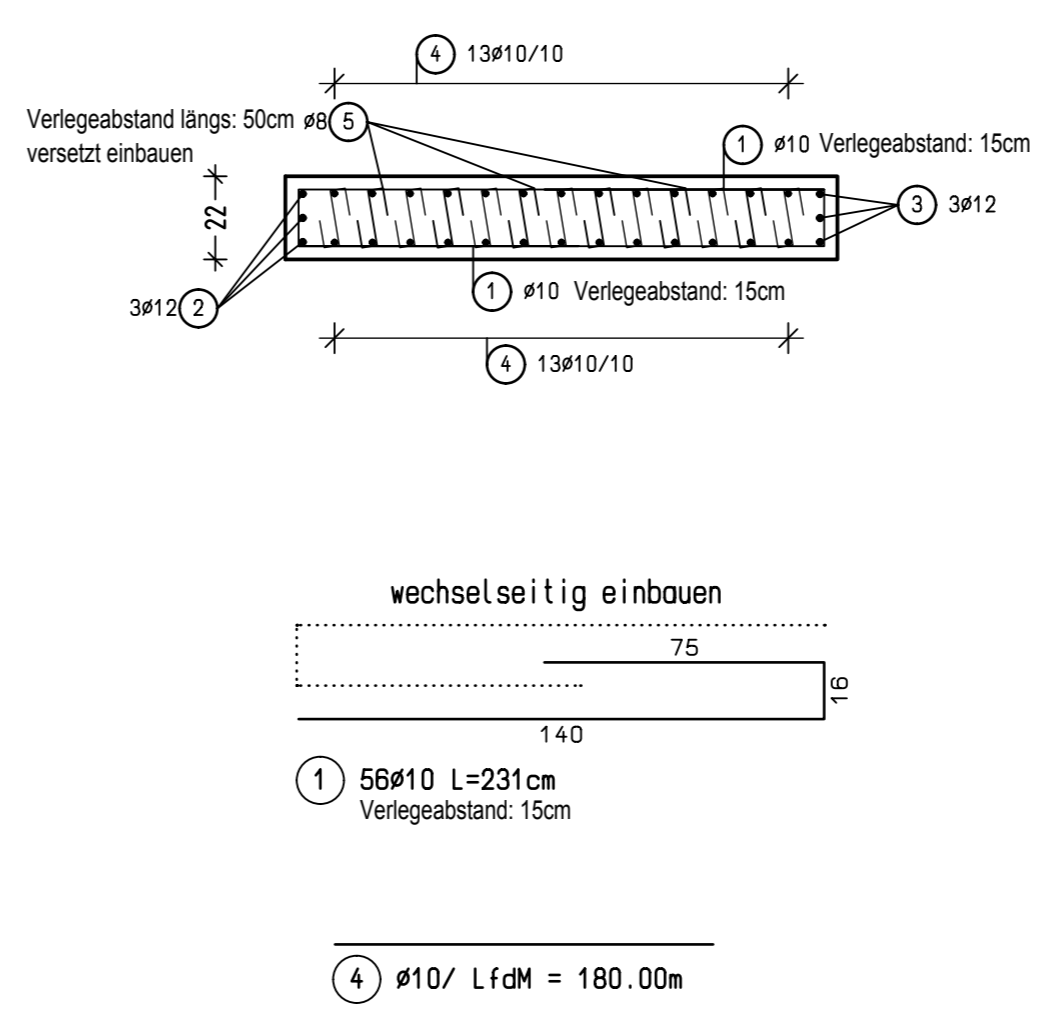 4 13ø10/10
Verlegeabstand längs: 50cm ø8 5
versetzt einbauen
1 ø10 Verlegeabstand: 15cm
22
3 3ø12
3ø12 2
1 ø10 Verlegeabstand: 15cm
4 13ø10/10
wechselseitig einbauen
75
16
140
1 56ø10 L=231cm
Verlegeabstand: 15cm
4 ø10/ LfdM = 180.00m